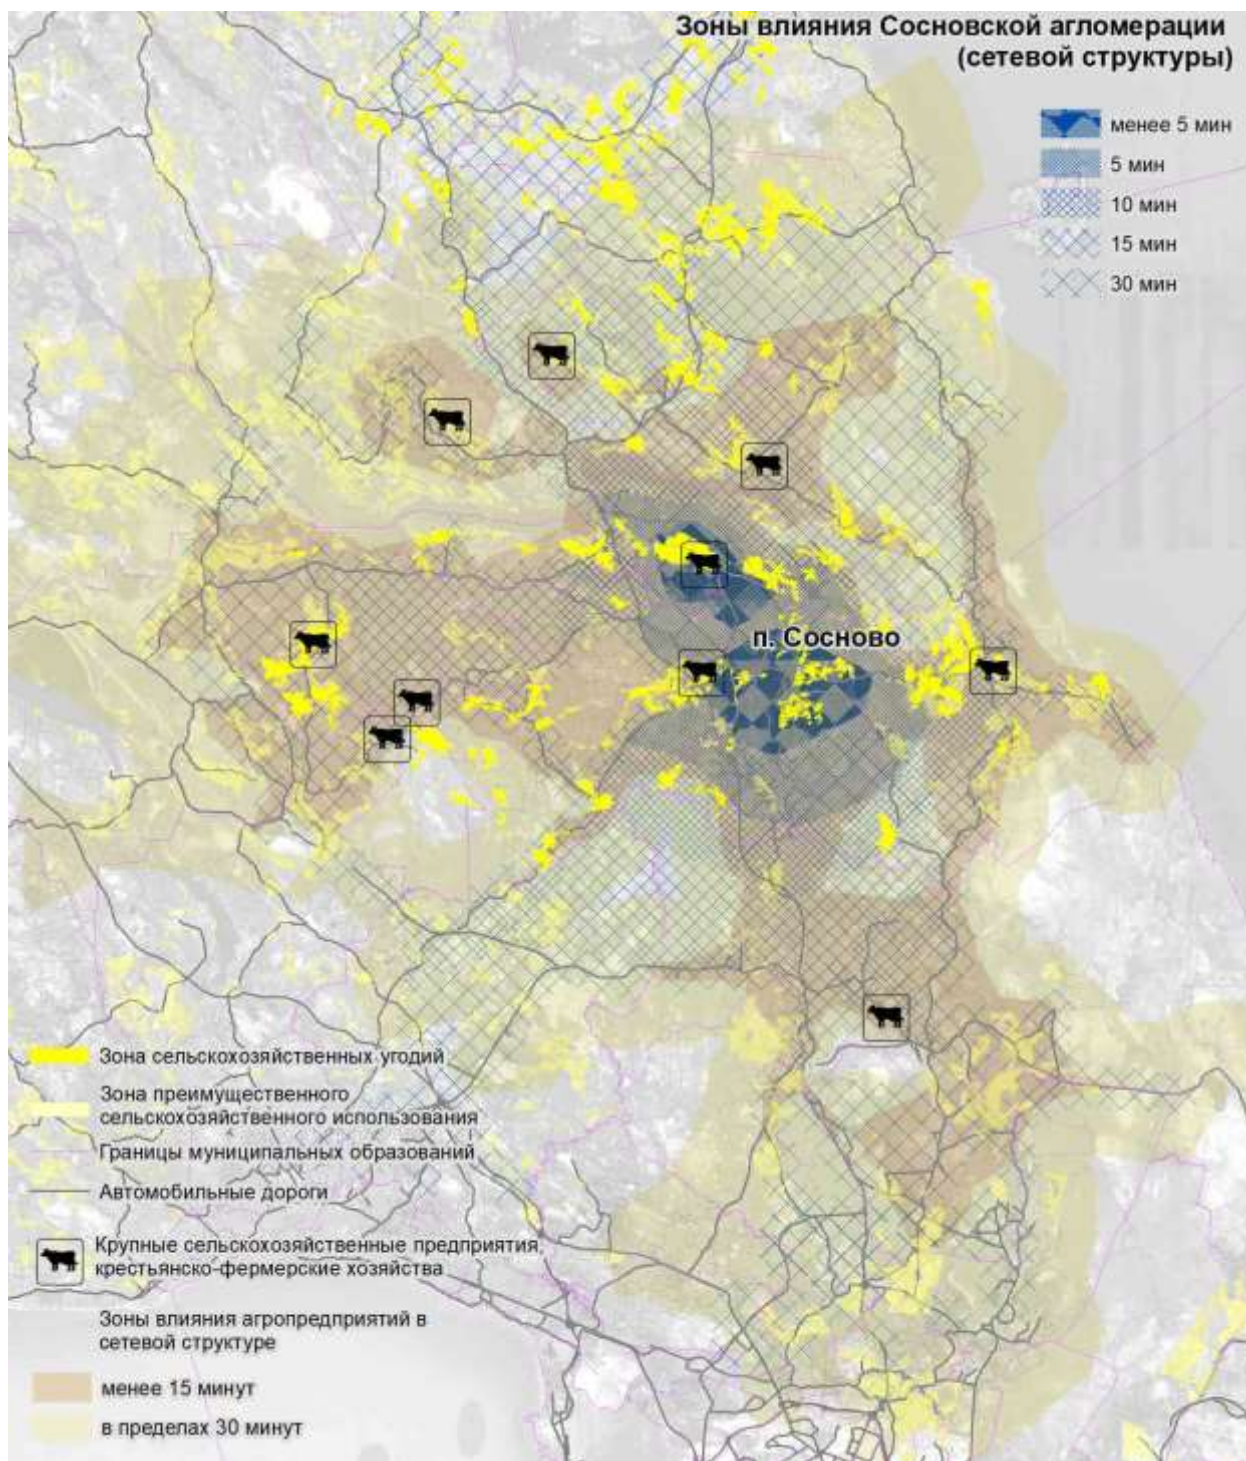 Зоны влияния Сосновской агломерации
(сетевой структуры)
менее 5 мин
5 мин
10 мин
15 мин
30 мин
п. Сосново
Зона сельскохозяйственных угодий
Зона преимущественного
сельскохозяйственного использования
Границы муниципальных образований
Автомобильные дороги
Крупные сельскохозяйственные предприятия,
крестьянско-фермерские хозяйства
Зоны влияния агропредприятий в
сетевой структуре
менее 15 минут
в пределах 30 минут